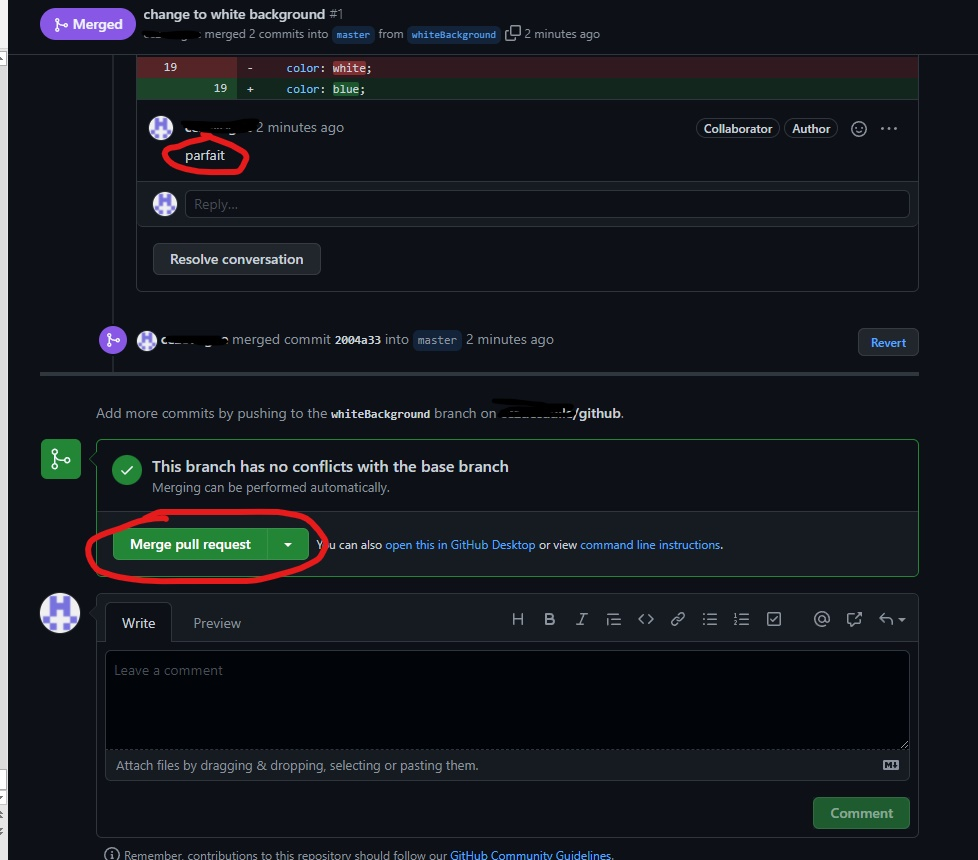 Merged
change to white background #1
merged 2 commits into master from whiteBackground 2 minutes ago
19 - color: white;
19 + color: blue;
2 minutes ago Collaborator Author
parfait
Reply...
Resolve conversation
merged commit 2004a33 into master 2 minutes ago Revert
Add more commits by pushing to the whiteBackground branch on /github.
This branch has no conflicts with the base branch
Merging can be performed automatically.
Merge pull request You can also open this in GitHub Desktop or view command line instructions.
Write Preview
Leave a comment
Attach files by dragging & dropping, selecting or pasting them.
Comment
Remember, contributions to this repository should follow our GitHub Community Guidelines.